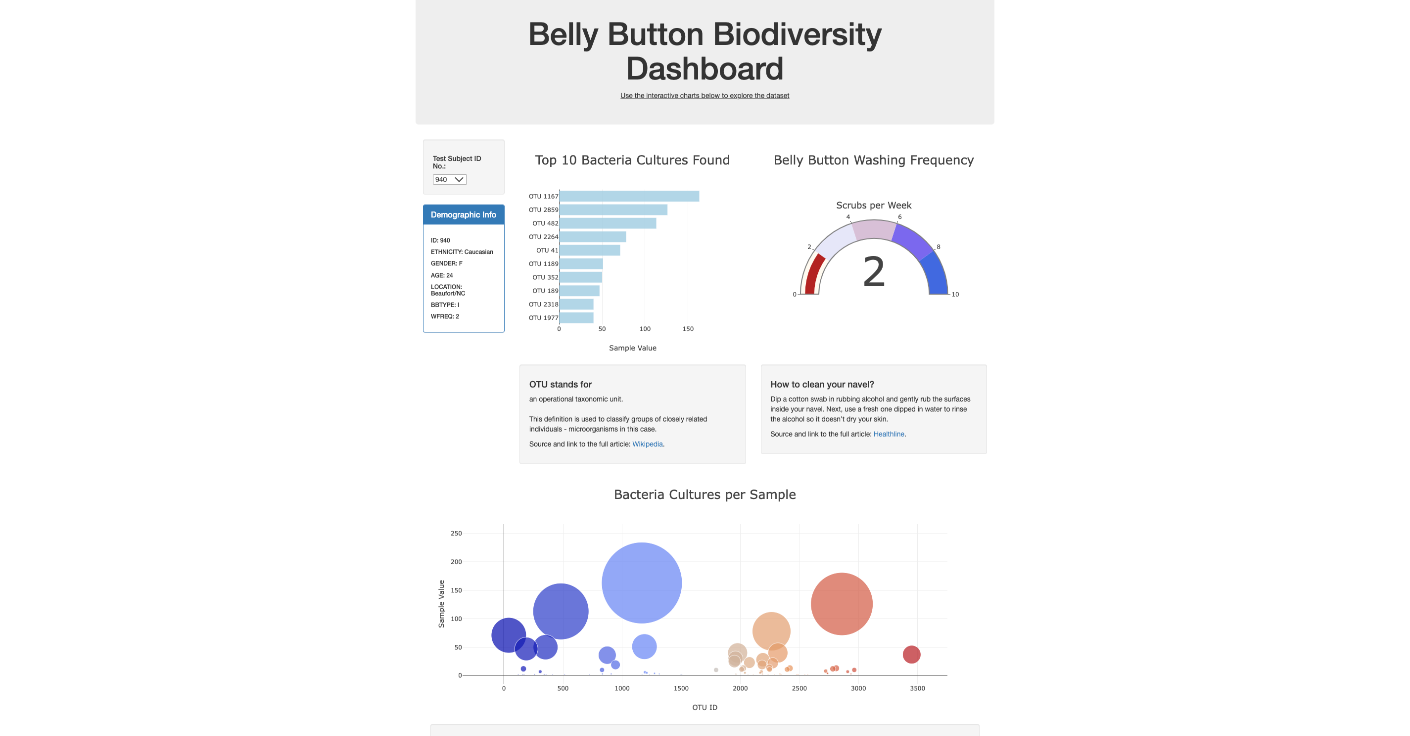 Belly Button Biodiversity
Dashboard
Use the interactive charts below to explore the dataset
Test Subject ID
No.:
940
Demographic Info
ID: 940
ETHNICITY: Caucasian
GENDER: F
AGE: 24
LOCATION:
Beaufort/NC
BBTYPE: I
WFREQ: 2
Top 10 Bacteria Cultures Found
OTU 1167
OTU 2859
OTU 482
OTU 2264
OTU 41
OTU 1189
OTU 352
OTU 189
OTU 2318
OTU 1977
0 50 100 150
Sample Value
Belly Button Washing Frequency
Scrubs per Week
4 6
2 8
2
0 10
OTU stands for
an operational taxonomic unit.
This definition is used to classify groups of closely related
individuals - microorganisms in this case.
Source and link to the full article: Wikipedia.
How to clean your navel?
Dip a cotton swab in rubbing alcohol and gently rub the surfaces
inside your navel. Next, use a fresh one dipped in water to rinse
the alcohol so it doesn't dry your skin.
Source and link to the full article: Healthline.
Bacteria Cultures per Sample
250
200
150
100
50
0
Sample Value
0 500 1000 1500 2000 2500 3000 3500
OTU ID